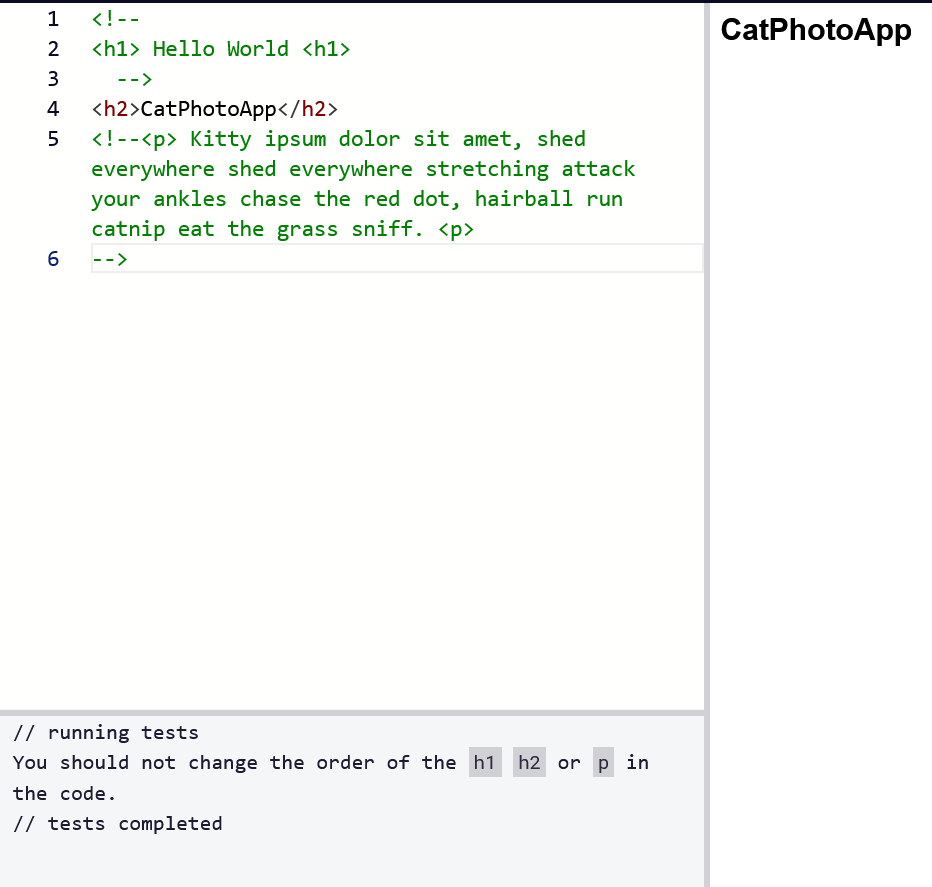 1 <!--
2 <h1> Hello World <h1>
3 -->
4 <h2>CatPhotoApp</h2>
5 <!--<p> Kitty ipsum dolor sit amet, shed
everywhere shed everywhere stretching attack
your ankles chase the red dot, hairball run
catnip eat the grass sniff. <p>
6 -->
CatPhotoApp
// running tests
You should not change the order of the h1 h2 or p in
the code.
// tests completed